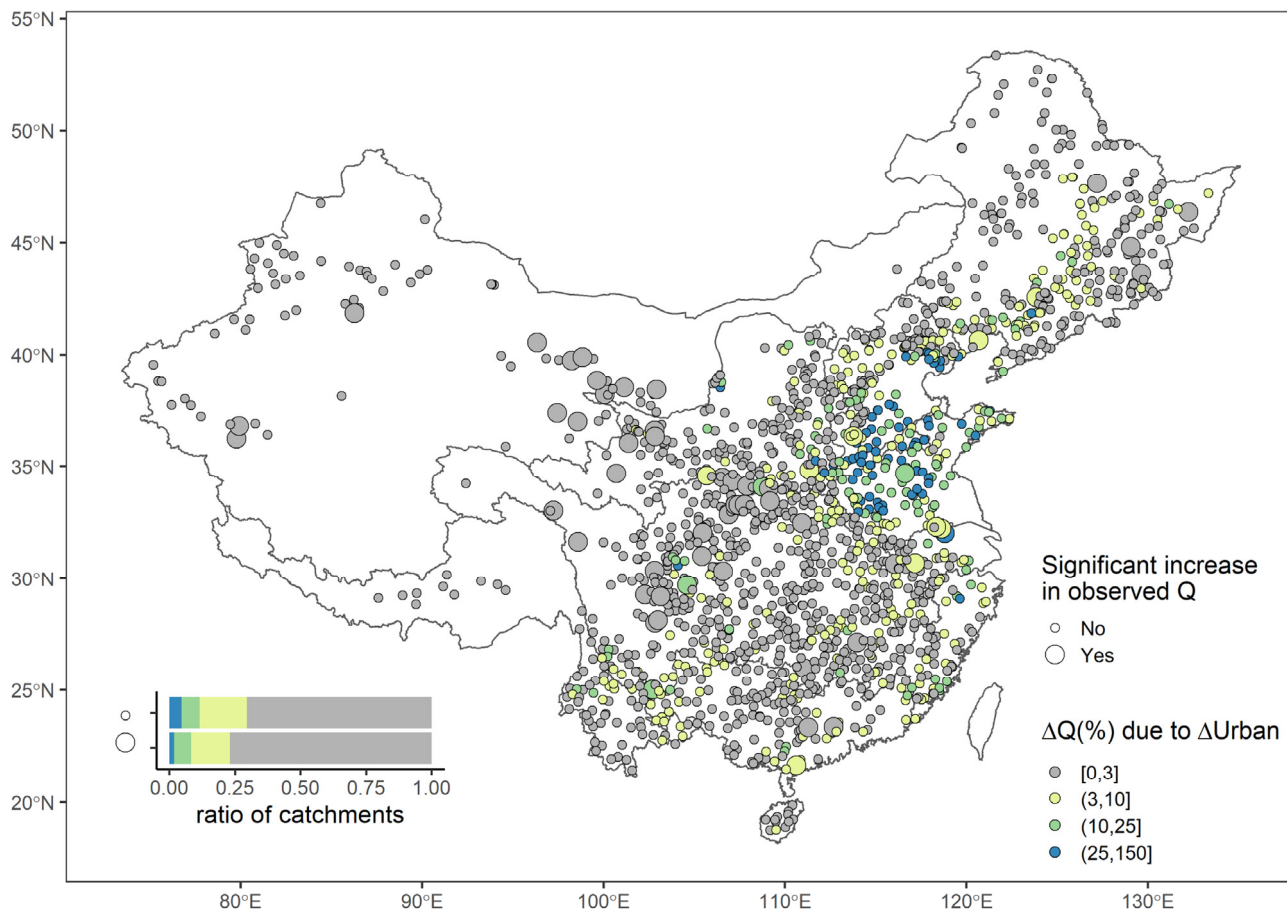 55°N
50°N
45°N
40°N
35°N
30°N
25°N
20°N
80°E
90°E
100°E
110°E
120°E
130°E
Significant increase
in observed Q
No
Yes
ΔQ(%) due to ΔUrban
[0,3]
(3,10]
(10,25]
(25,150]
0.00
0.25
0.50
0.75
1.00
ratio of catchments